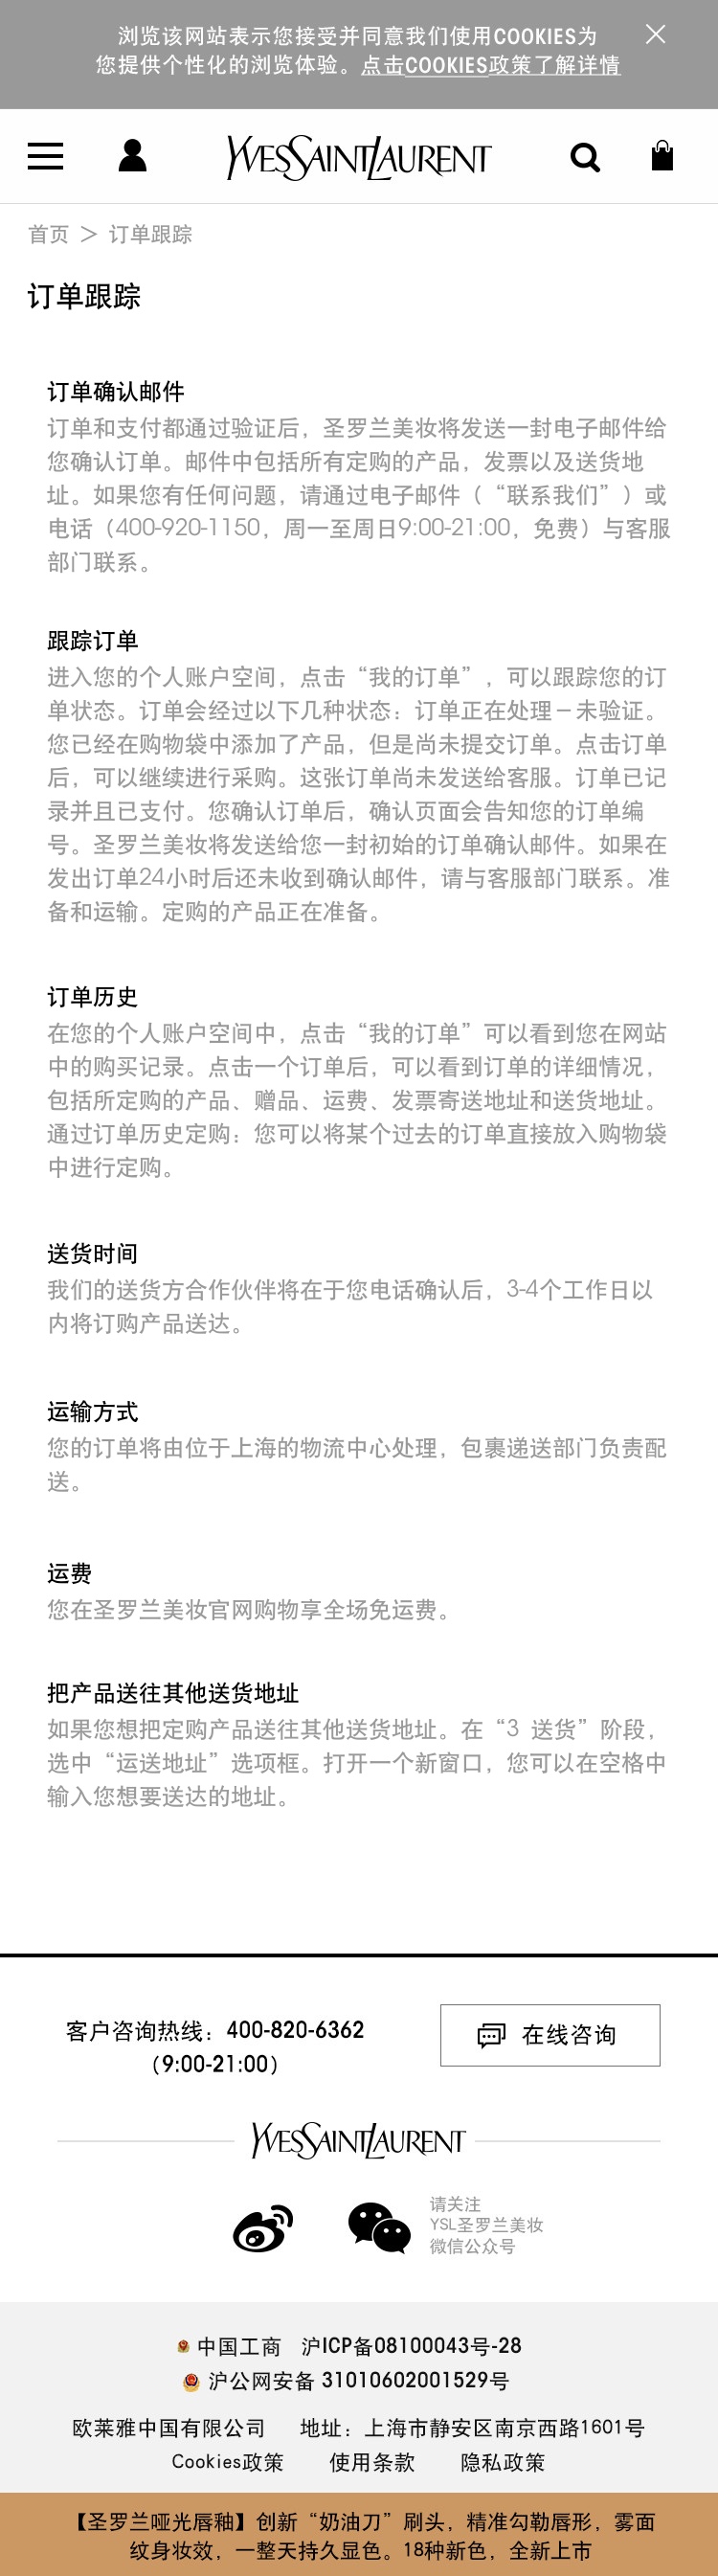 浏览该网站表示您接受并同意我们使用COOKIES为
您提供个性化的浏览体验。点击COOKIES政策了解详情
YVESSAINTLAURENT
首页 > 订单跟踪
订单跟踪
订单确认邮件
订单和支付都通过验证后，圣罗兰美妆将发送一封电子邮件给
您确认订单。邮件中包括所有定购的产品，发票以及送货地
址。如果您有任何问题，请通过电子邮件（“联系我们”）或
电话（400-920-1150，周一至周日9:00-21:00，免费）与客服
部门联系。
跟踪订单
进入您的个人账户空间，点击“我的订单”，可以跟踪您的订
单状态。订单会经过以下几种状态：订单正在处理－未验证。
您已经在购物袋中添加了产品，但是尚未提交订单。点击订单
后，可以继续进行采购。这张订单尚未发送给客服。订单已记
录并且已支付。您确认订单后，确认页面会告知您的订单编
号。圣罗兰美妆将发送给您一封初始的订单确认邮件。如果在
发出订单24小时后还未收到确认邮件，请与客服部门联系。准
备和运输。定购的产品正在准备。
订单历史
在您的个人账户空间中，点击“我的订单”可以看到您在网站
中的购买记录。点击一个订单后，可以看到订单的详细情况，
包括所定购的产品、赠品、运费、发票寄送地址和送货地址。
通过订单历史定购：您可以将某个过去的订单直接放入购物袋
中进行定购。
送货时间
我们的送货方合作伙伴将在于您电话确认后，3-4个工作日以
内将订购产品送达。
运输方式
您的订单将由位于上海的物流中心处理，包裹递送部门负责配
送。
运费
您在圣罗兰美妆官网购物享全场免运费。
把产品送往其他送货地址
如果您想把定购产品送往其他送货地址。在“3 送货”阶段，
选中“运送地址”选项框。打开一个新窗口，您可以在空格中
输入您想要送达的地址。
客户咨询热线：400-820-6362
（9:00-21:00）
在线咨询
YVESSAINTLAURENT
请关注
YSL圣罗兰美妆
微信公众号
中国工商 沪ICP备08100043号-28
沪公网安备 31010602001529号
欧莱雅中国有限公司 地址：上海市静安区南京西路1601号
Cookies政策 使用条款 隐私政策
【圣罗兰哑光唇釉】创新“奶油刀”刷头，精准勾勒唇形，雾面
纹身妆效，一整天持久显色。18种新色，全新上市